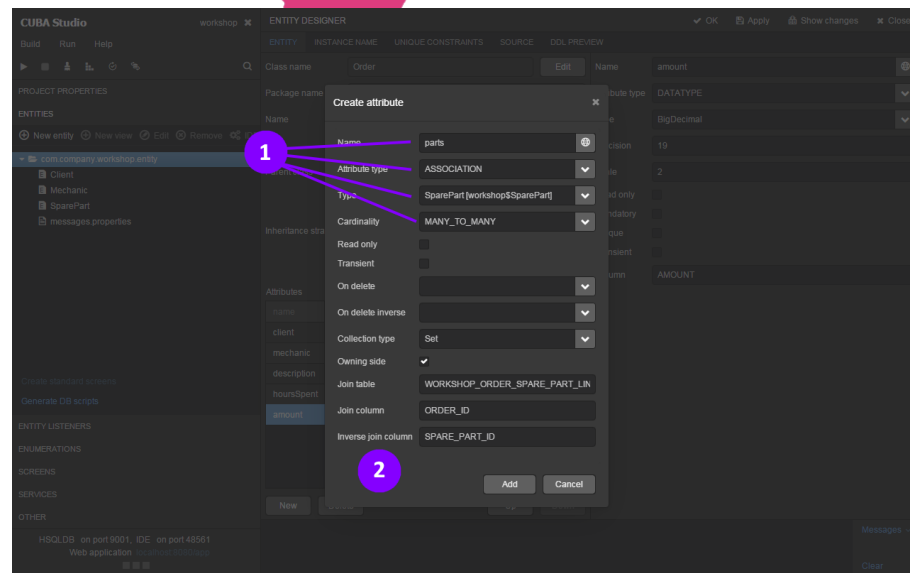 CUBA Studio
workshop
ENTITY DESIGNER
OK
Apply
Show changes
Close
Build Run Help
ENTITY INSTANCE NAME UNIQUE CONSTRAINTS SOURCE DDL PREVIEW
Class name Order Edit Name amount
PROJECT PROPERTIES
Package name
DATATYPE
ENTITIES
Name
BigDecimal
New entity New view Edit Remove
19
com.company.workshop.entity
2
Client
Mechanic
SparePart
messages.properties
Inheritance stra
AMOUNT
Attributes
name
client
mechanic
description
hoursSpent
amount
Create standard screens
Generate DB scripts
ENTITY LISTENERS
ENUMERATIONS
SCREENS
SERVICES
OTHER
New
HSQLDB on port 9001, IDE on port 48561
Web application
Messages
Clear
Create attribute
1
Name parts
Attribute type ASSOCIATION
Type SparePart [workshop$SparePart]
Cardinality MANY_TO_MANY
Read only
Transient
On delete
On delete inverse
Collection type Set
Owning side
Join table WORKSHOP_ORDER_SPARE_PART_LIN
Join column ORDER_ID
Inverse join column SPARE_PART_ID
2
Add Cancel